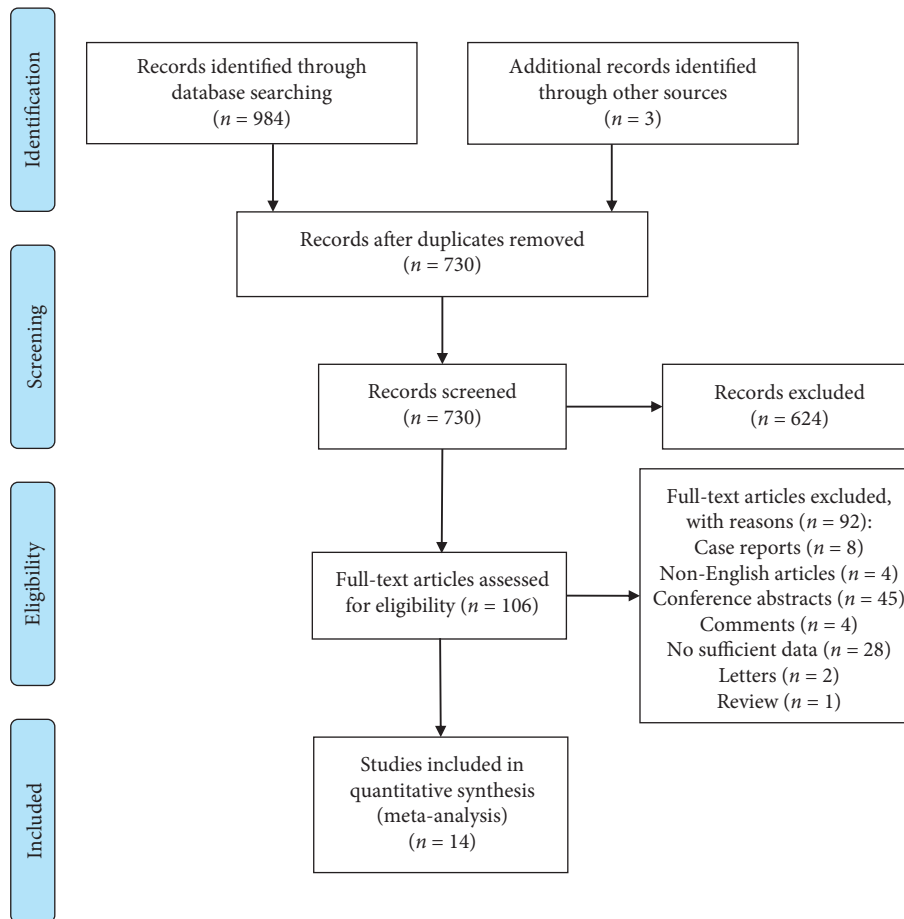 Identification
Records identified through
database searching
(n = 984)
Additional records identified
through other sources
(n = 3)
Records after duplicates removed
(n = 730)
Screening
Records screened
(n = 730)
Records excluded
(n = 624)
Eligibility
Full-text articles assessed
for eligibility (n = 106)
Full-text articles excluded,
with reasons (n = 92):
Case reports (n = 8)
Non-English articles (n = 4)
Conference abstracts (n = 45)
Comments (n = 4)
No sufficient data (n = 28)
Letters (n = 2)
Review (n = 1)
Included
Studies included in
quantitative synthesis
(meta-analysis)
(n = 14)